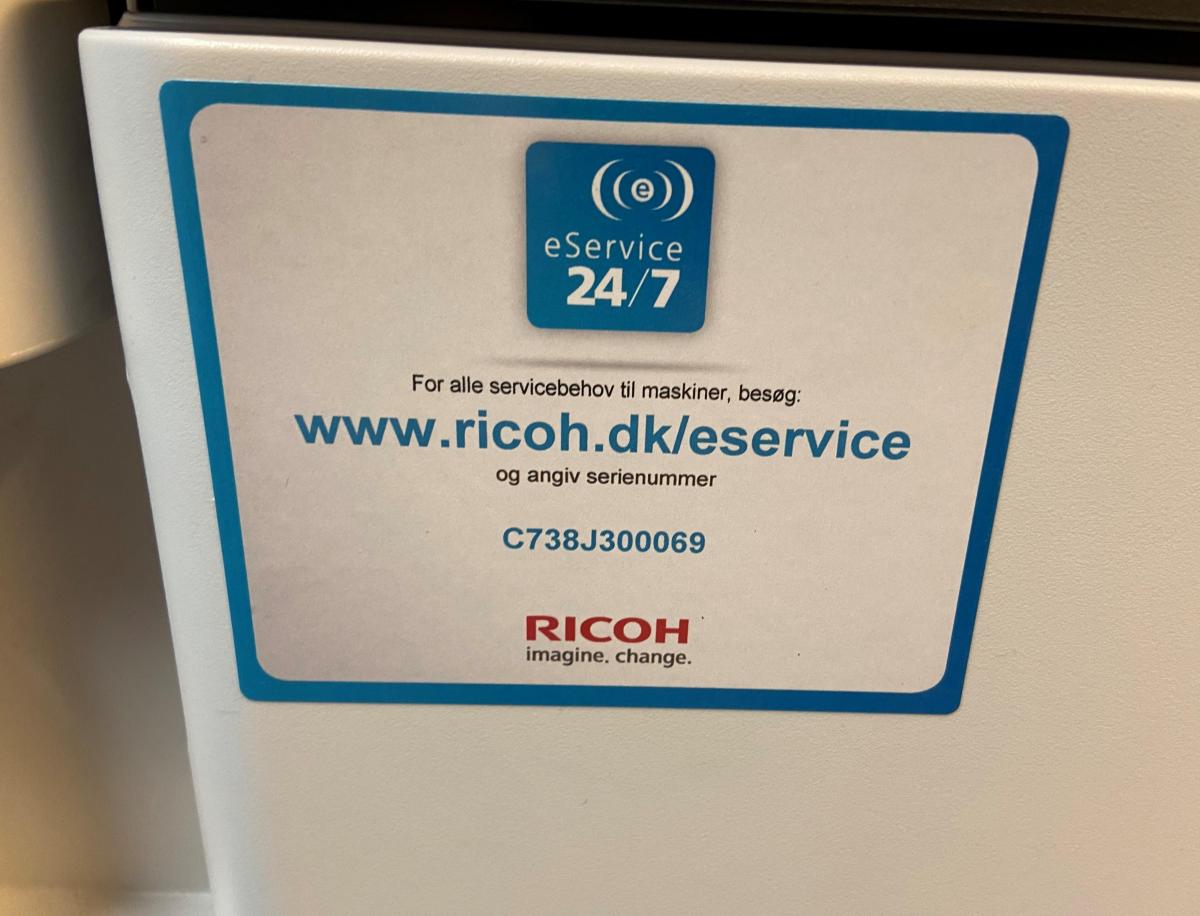 e
eService
24/7
For alle servicebehov til maskiner, besøg:
www.ricoh.dk/eservice
og angiv serienummer
C738J300069
RICOH
imagine. change.